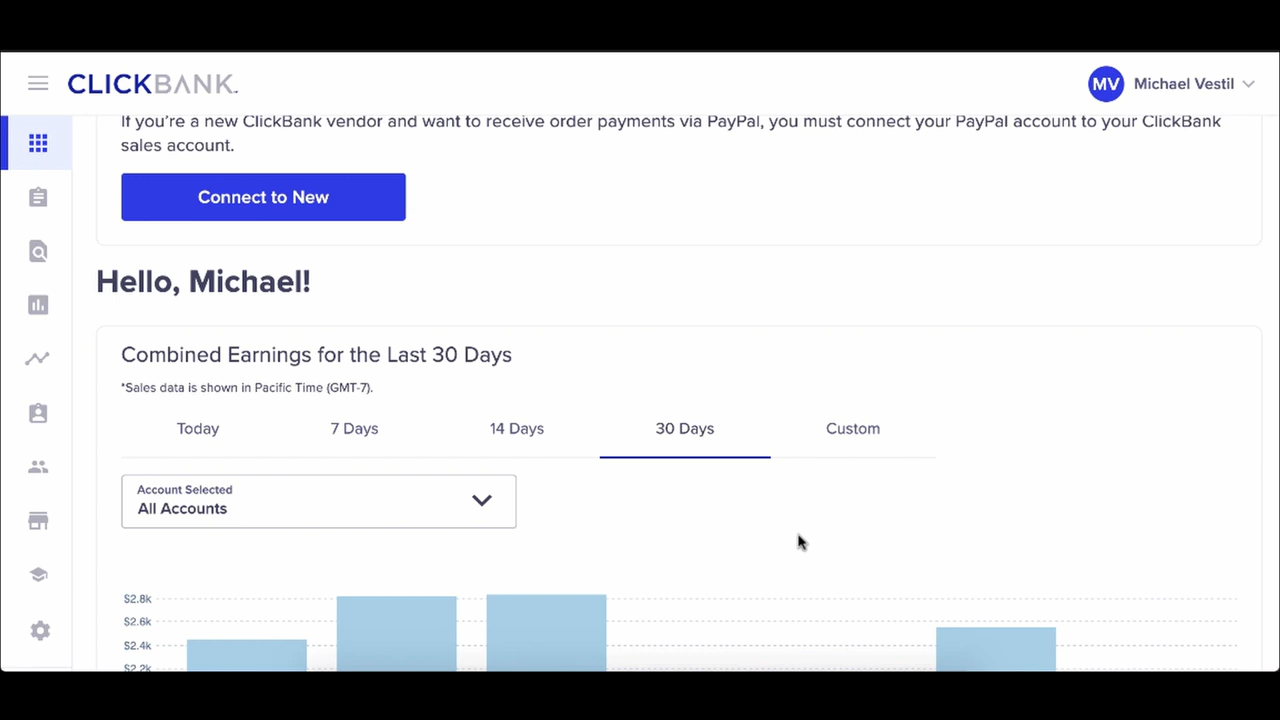 CLICKBANK.
MV Michael Vestil
If you're a new ClickBank vendor and want to receive order payments via PayPal, you must connect your PayPal account to your ClickBank
sales account.
Connect to New
Hello, Michael!
Combined Earnings for the Last 30 Days
*Sales data is shown in Pacific Time (GMT-7).
Today 7 Days 14 Days 30 Days Custom
Account Selected
All Accounts
$2.8k
$2.6k
$2.4k
$2.2k